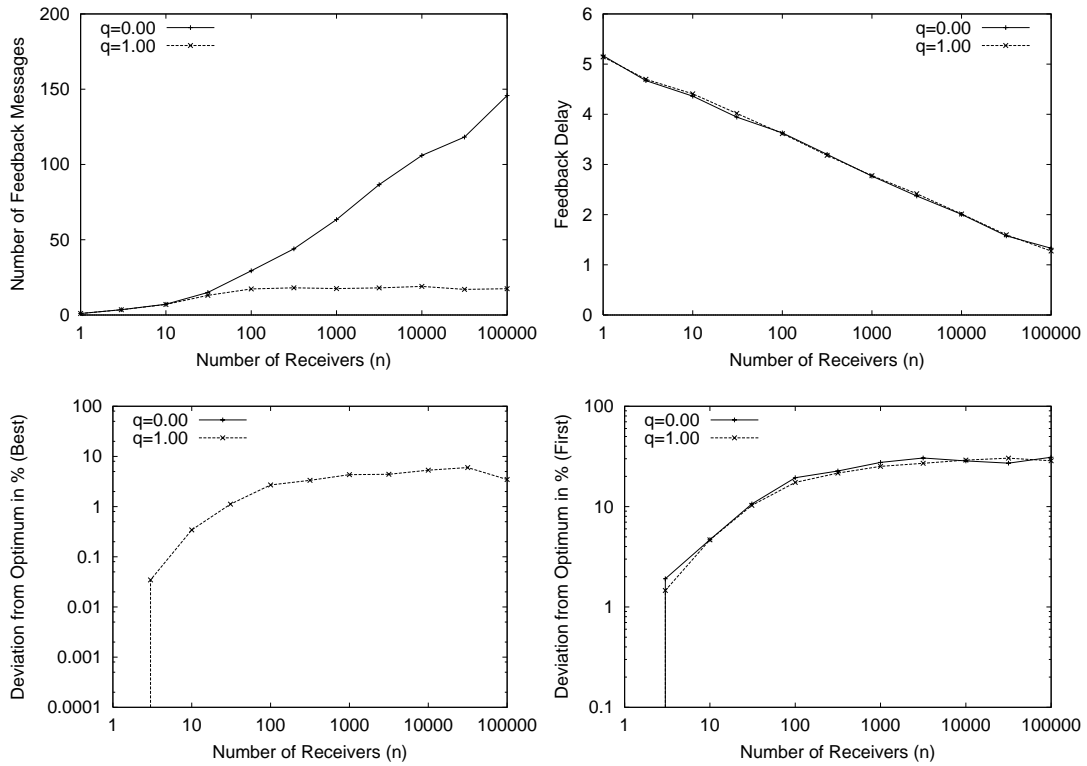 200
150
100
50
0
Number of Feedback Messages
q=0.00
q=1.00
1
10
100
1000
10000
100000
Number of Receivers (n)
6
5
4
3
2
1
0
Feedback Delay
q=0.00
q=1.00
1
10
100
1000
10000
100000
Number of Receivers (n)
100
10
1
0.1
0.01
0.001
0.0001
Deviation from Optimum in % (Best)
q=0.00
q=1.00
1
10
100
1000
10000
100000
Number of Receivers (n)
100
10
1
0.1
Deviation from Optimum in % (First)
q=0.00
q=1.00
1
10
100
1000
10000
100000
Number of Receivers (n)